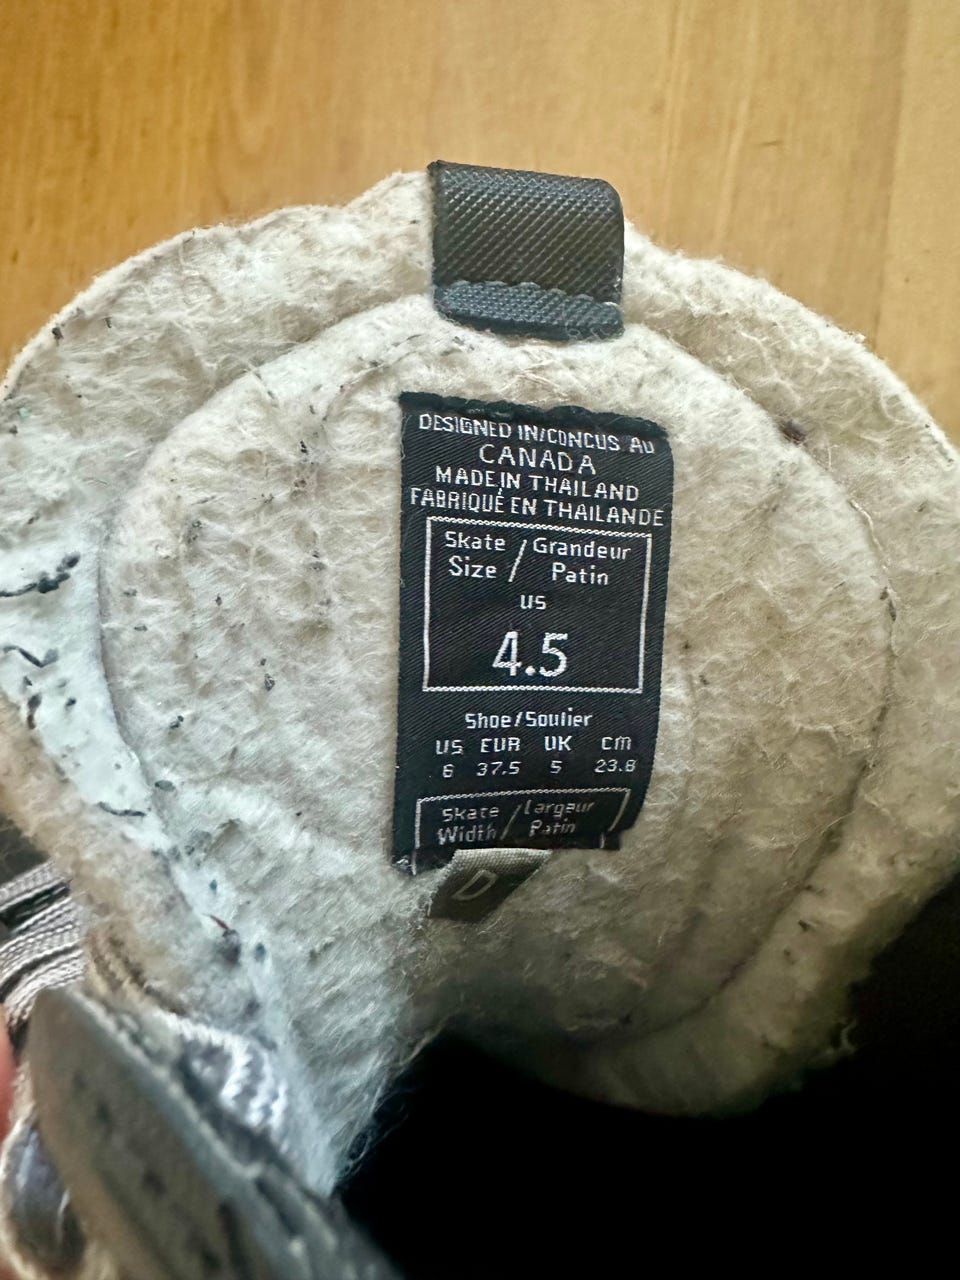 DESIGNED IN/CONCUS AU
CANADA
MADE IN THAILAND
FABRIQUÉ EN THAILANDE
Skate / Grandeur
Size / Patin
US
4.5
Shoe/Soulier
US EUR UK cm
6 37.5 5 23.8
Skate / Largeur
Width / Patin
D